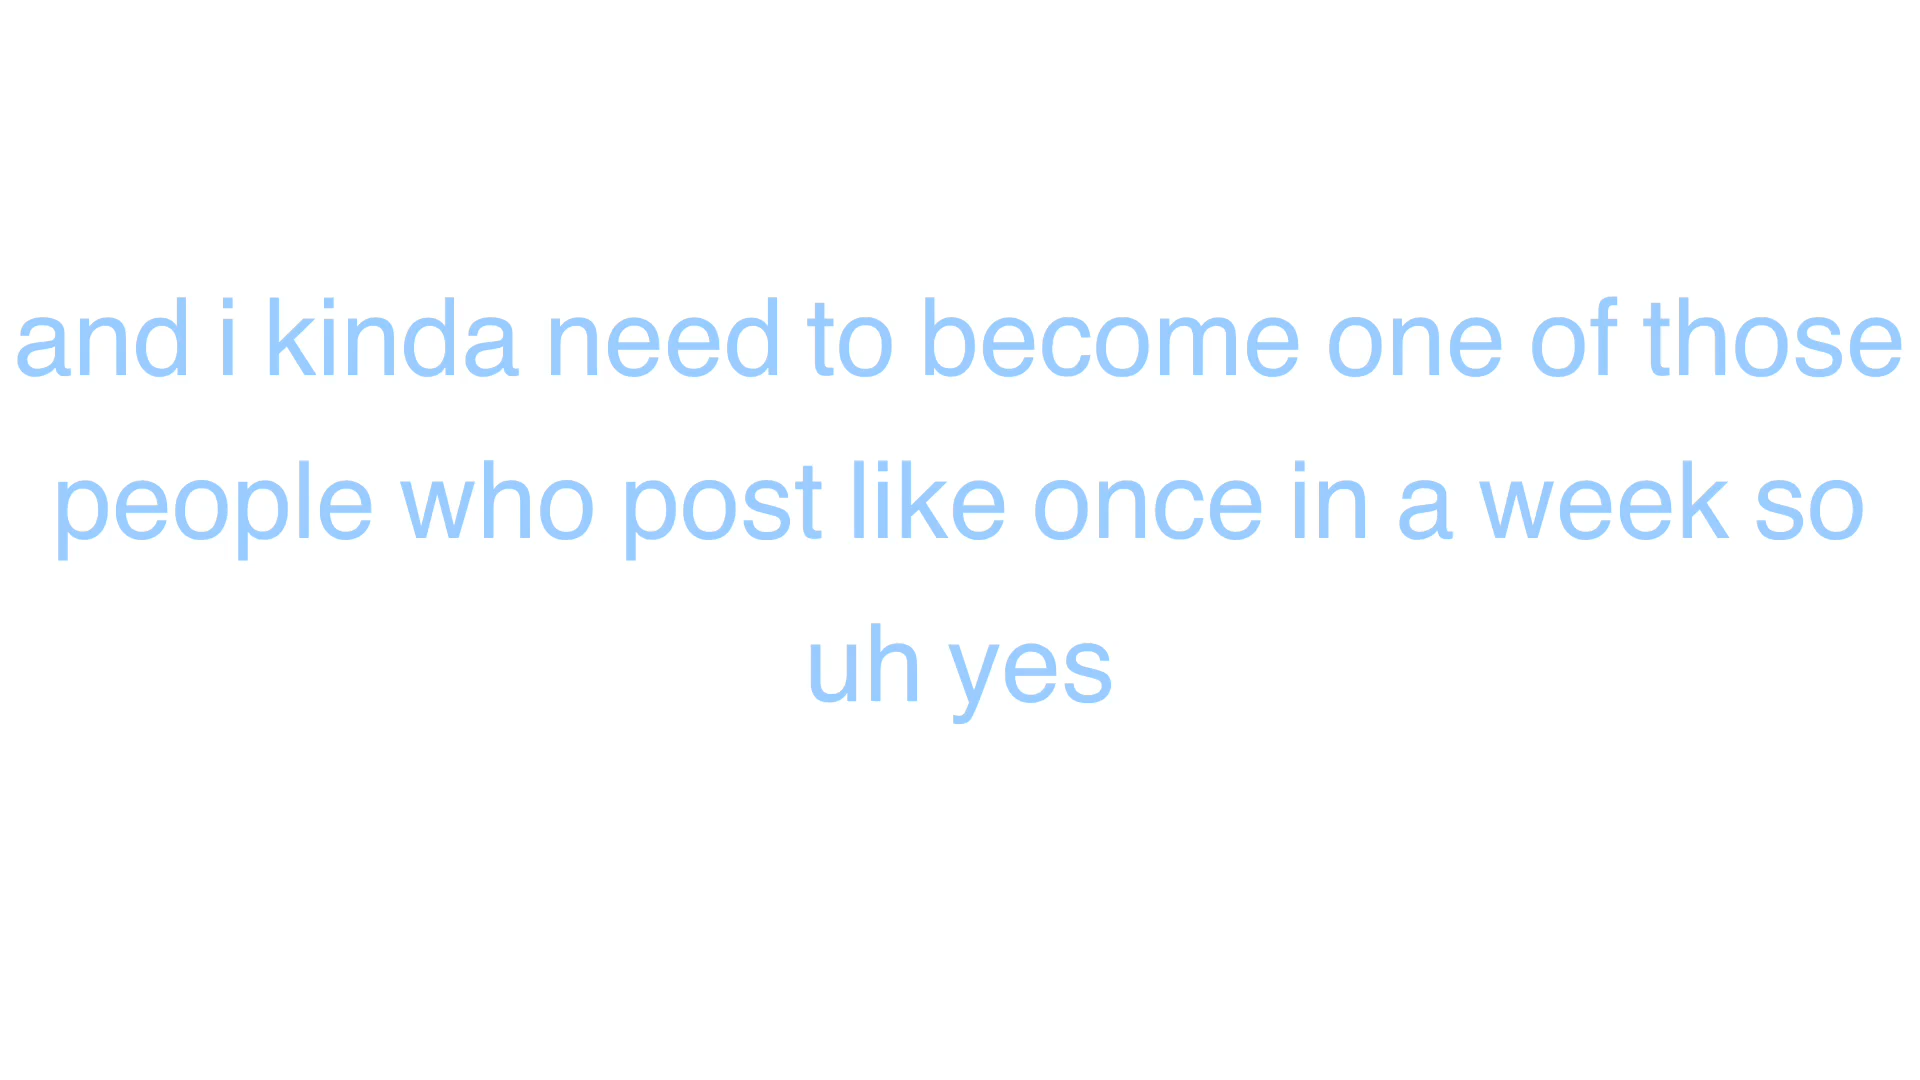 and i kinda need to become one of those
people who post like once in a week so
uh yes